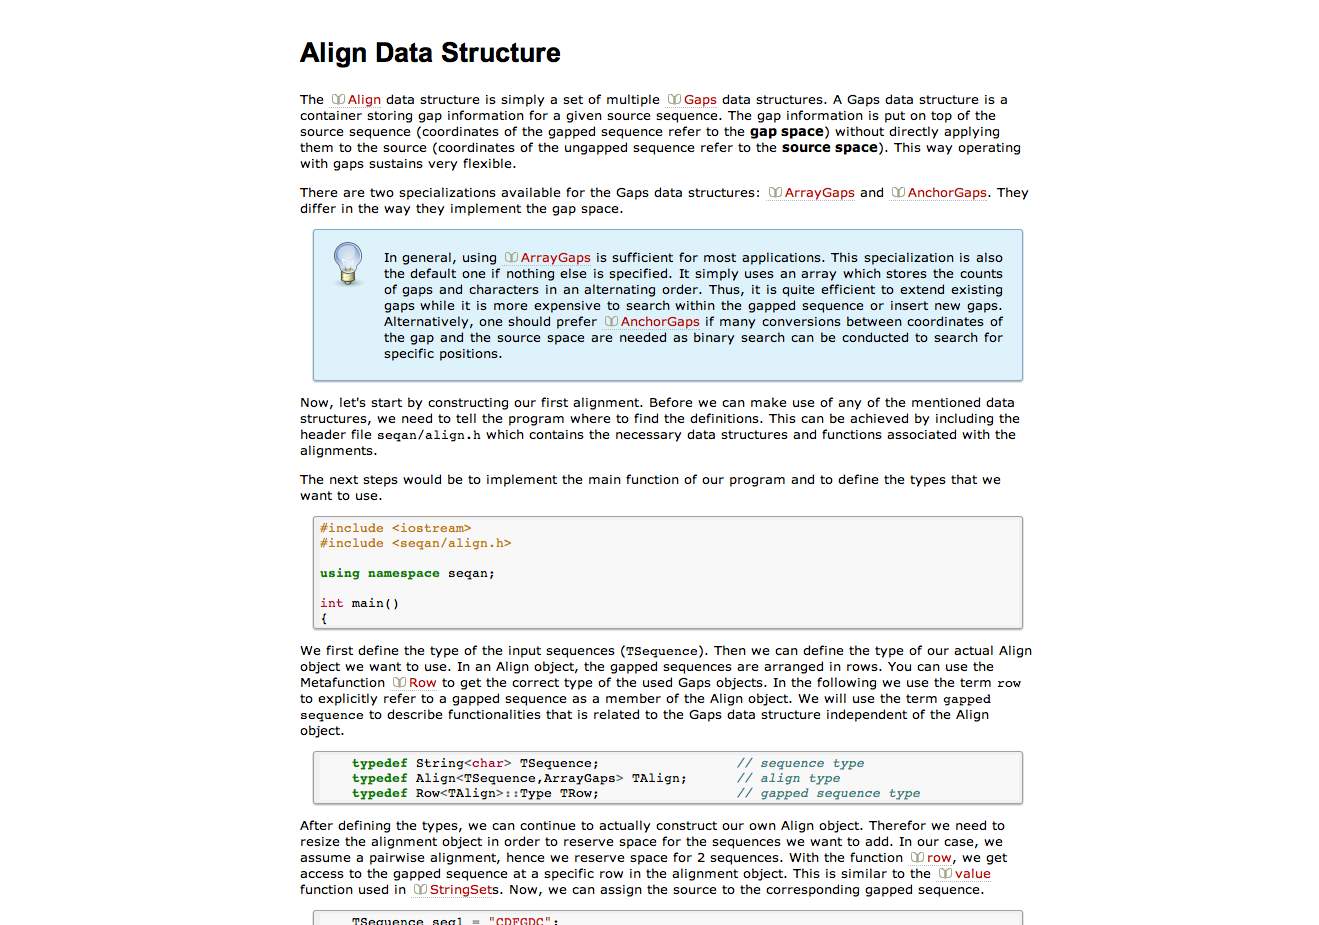 Align Data Structure
The Align data structure is simply a set of multiple Gaps data structures. A Gaps data structure is a
container storing gap information for a given source sequence. The gap information is put on top of the
source sequence (coordinates of the gapped sequence refer to the gap space) without directly applying
them to the source (coordinates of the ungapped sequence refer to the source space). This way operating
with gaps sustains very flexible.
There are two specializations available for the Gaps data structures: ArrayGaps and AnchorGaps. They
differ in the way they implement the gap space.
In general, using ArrayGaps is sufficient for most applications. This specialization is also
the default one if nothing else is specified. It simply uses an array which stores the counts
of gaps and characters in an alternating order. Thus, it is quite efficient to extend existing
gaps while it is more expensive to search within the gapped sequence or insert new gaps.
Alternatively, one should prefer AnchorGaps if many conversions between coordinates of
the gap and the source space are needed as binary search can be conducted to search for
specific positions.
Now, let's start by constructing our first alignment. Before we can make use of any of the mentioned data
structures, we need to tell the program where to find the definitions. This can be achieved by including the
header file seqan/align.h which contains the necessary data structures and functions associated with the
alignments.
The next steps would be to implement the main function of our program and to define the types that we
want to use.
#include <iostream>
#include <seqan/align.h>
using namespace seqan;
int main()
{
We first define the type of the input sequences (TSequence). Then we can define the type of our actual Align
object we want to use. In an Align object, the gapped sequences are arranged in rows. You can use the
Metafunction Row to get the correct type of the used Gaps objects. In the following we use the term row
to explicitly refer to a gapped sequence as a member of the Align object. We will use the term gapped
sequence to describe functionalities that is related to the Gaps data structure independent of the Align
object.
typedef String<char> TSequence; // sequence type
typedef Align<TSequence,ArrayGaps> TAlign; // align type
typedef Row<TAlign>::Type TRow; // gapped sequence type
After defining the types, we can continue to actually construct our own Align object. Therefor we need to
resize the alignment object in order to reserve space for the sequences we want to add. In our case, we
assume a pairwise alignment, hence we reserve space for 2 sequences. With the function row, we get
access to the gapped sequence at a specific row in the alignment object. This is similar to the value
function used in StringSets. Now, we can assign the source to the corresponding gapped sequence.
TSequence seq1 = "CDFGDC";